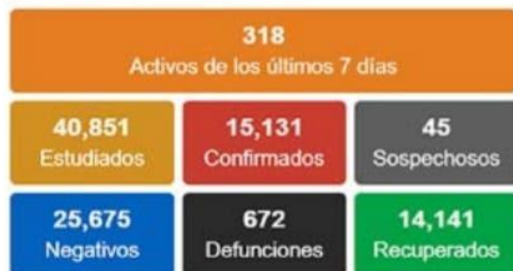 318
Activos de los últimos 7 días
40,851
Estudiados
15,131
Confirmados
45
Sospechosos
25,675
Negativos
672
Defunciones
14,141
Recuperados